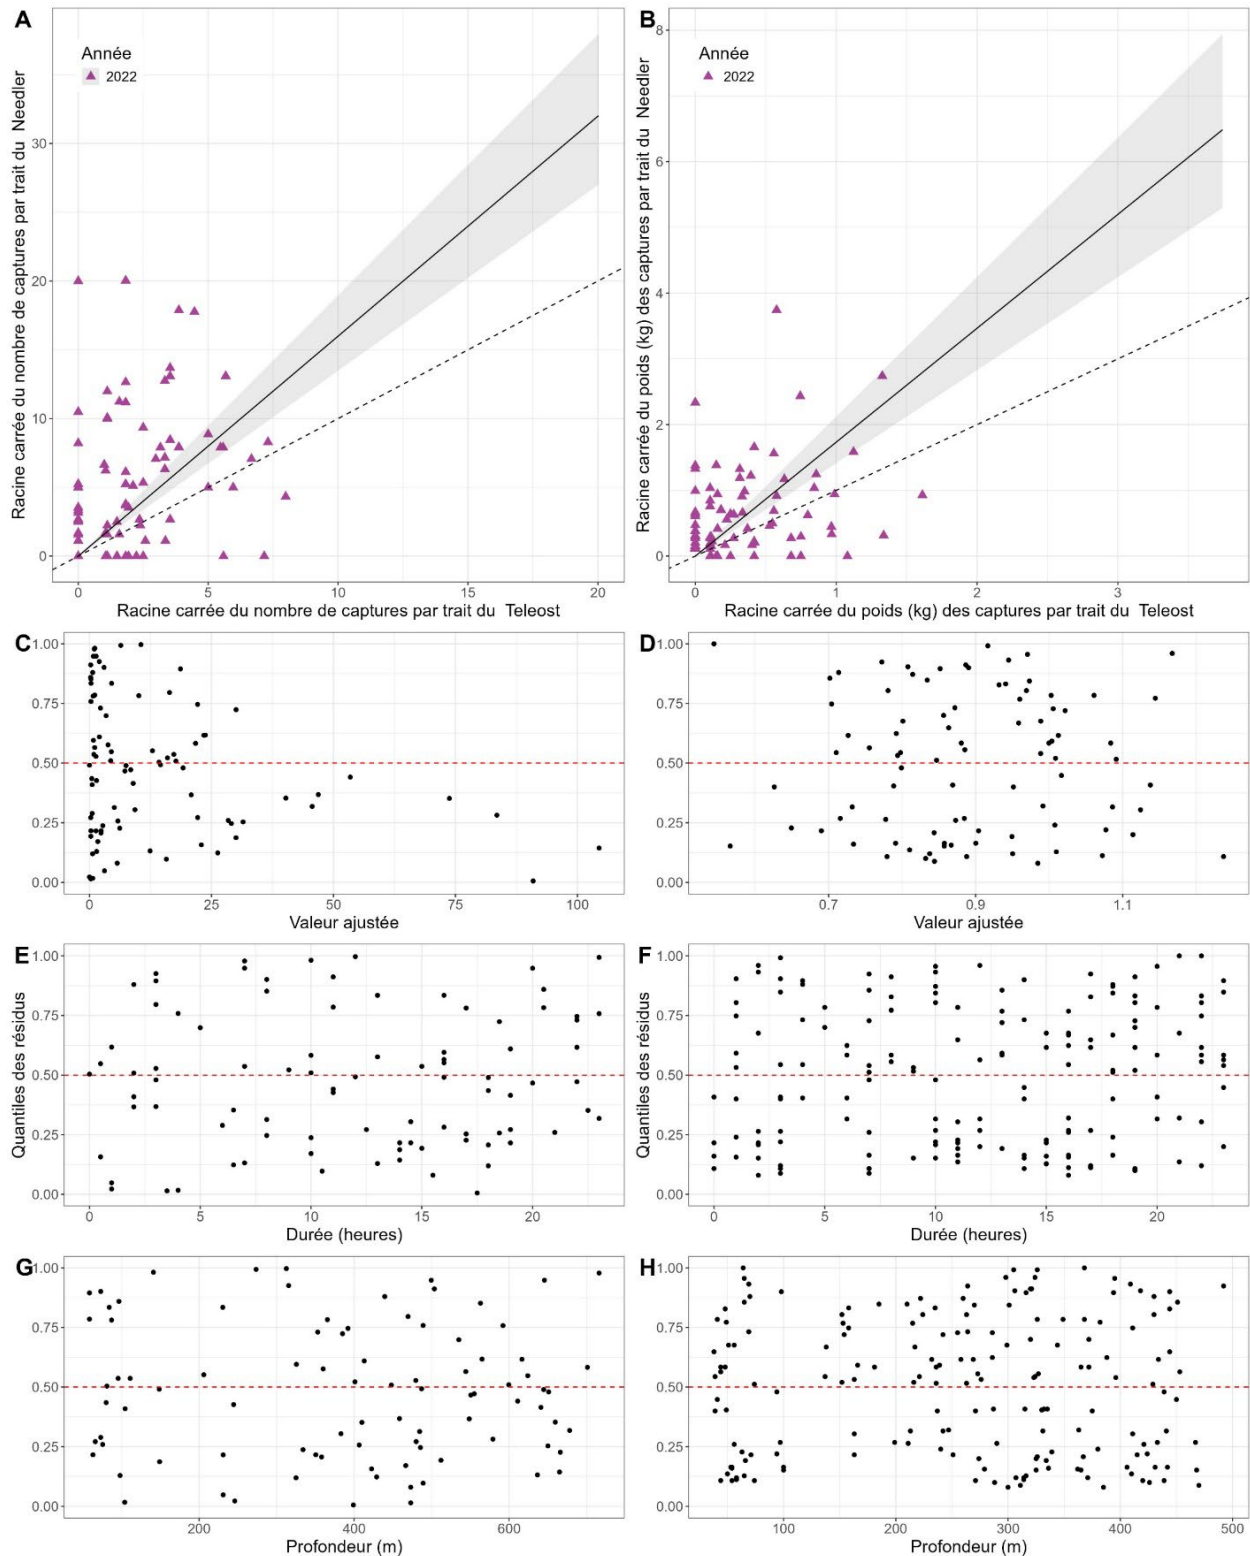 A
Année
2022
Racine carrée du nombre de captures par trait du Needler
30
20
10
0
0 5 10 15 20
Racine carrée du nombre de captures par trait du Teleost
B
Année
2022
Racine carrée du poids (kg) des captures par trait du Needler
8
6
4
2
0
0 1 2 3
Racine carrée du poids (kg) des captures par trait du Teleost
C
1.00
0.75
0.50
0.25
0.00
0 25 50 75 100
Valeur ajustée
D
1.00
0.75
0.50
0.25
0.00
0.7 0.9 1.1
Valeur ajustée
Quantiles des résidus
E
1.00
0.75
0.50
0.25
0.00
0 5 10 15 20
Durée (heures)
Quantiles des résidus
F
1.00
0.75
0.50
0.25
0.00
0 5 10 15 20
Durée (heures)
G
1.00
0.75
0.50
0.25
0.00
200 400 600
Profondeur (m)
H
1.00
0.75
0.50
0.25
0.00
0 100 200 300 400 500
Profondeur (m)